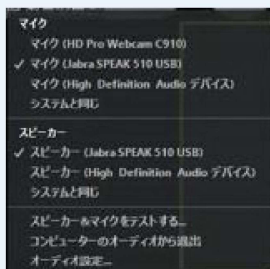 マイク
マイク (HD Pro Webcam C910)
✓ マイク (Jabra SPEAK 510 USB)
マイク (High Definition Audio デバイス)
システムと同じ
スピーカー
✓ スピーカー (Jabra SPEAK 510 USB)
スピーカー (High Definition Audio デバイス)
システムと同じ
スピーカー&マイクをテストする...
コンピューターのオーディオから退出
オーディオ設定...